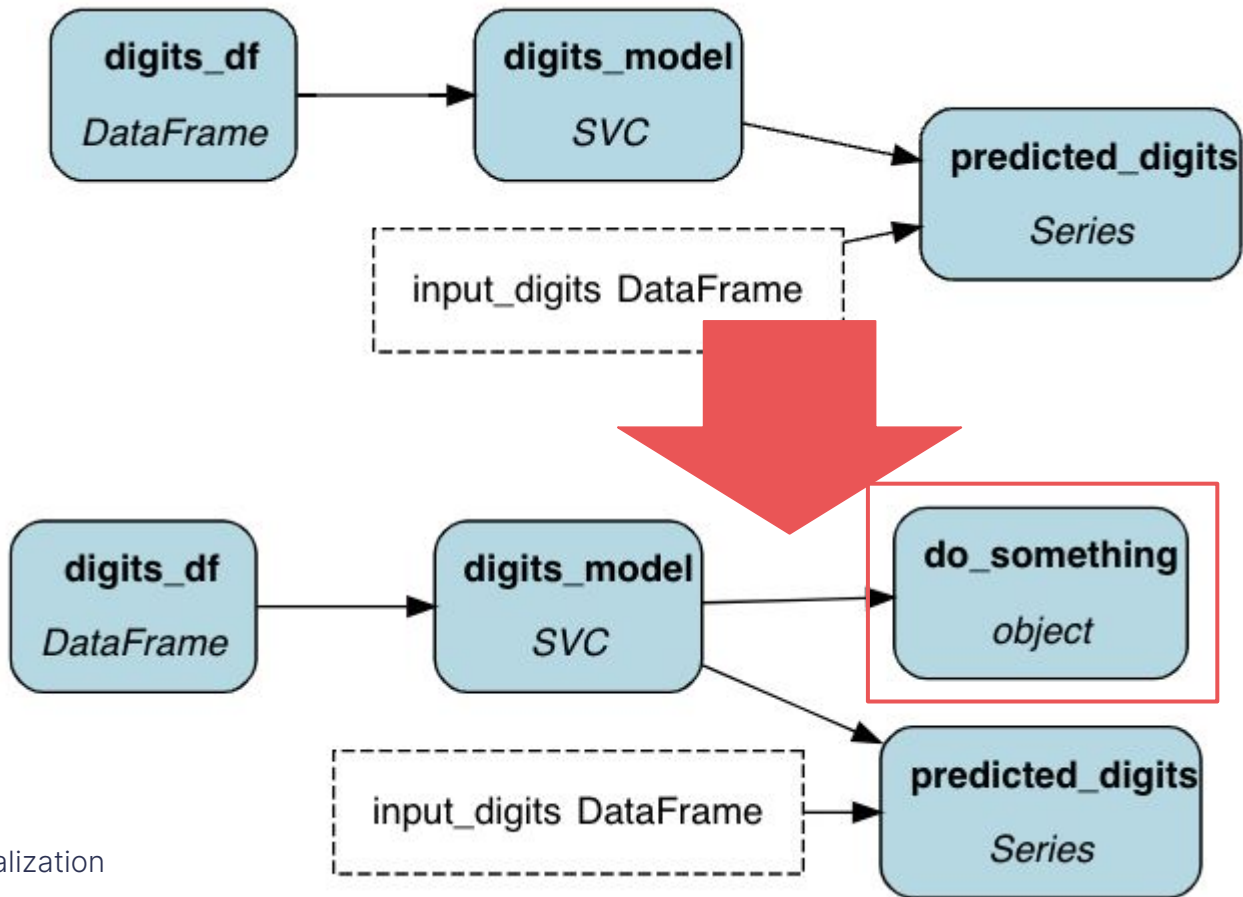 digits_df
DataFrame
digits_model
SVC
predicted_digits
Series
input_digits DataFrame
digits_df
DataFrame
digits_model
SVC
do_something
object
predicted_digits
Series
input_digits DataFrame
alization